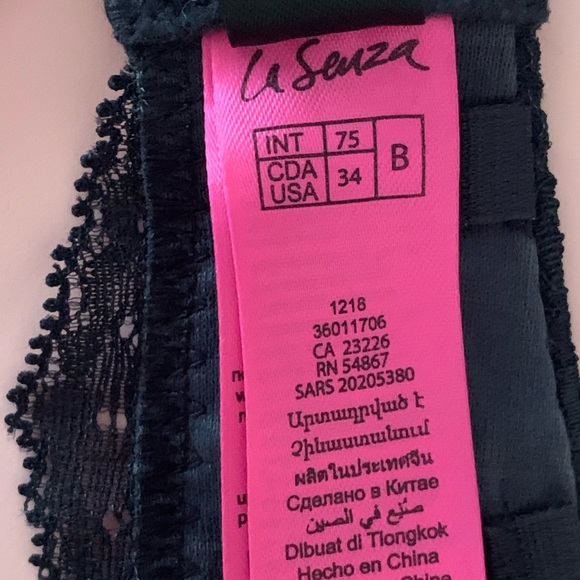 La Senza
INT 75 B
CDA USA 34
1218
36011706
CA 23226
RN 54867
SARS 20205380
Արտադրված է
Չինաստանում
ผลิตในประเทศจีน
Сделано в Китае
صنّع في الصين
Dibuat di Tiongkok
Hecho en China